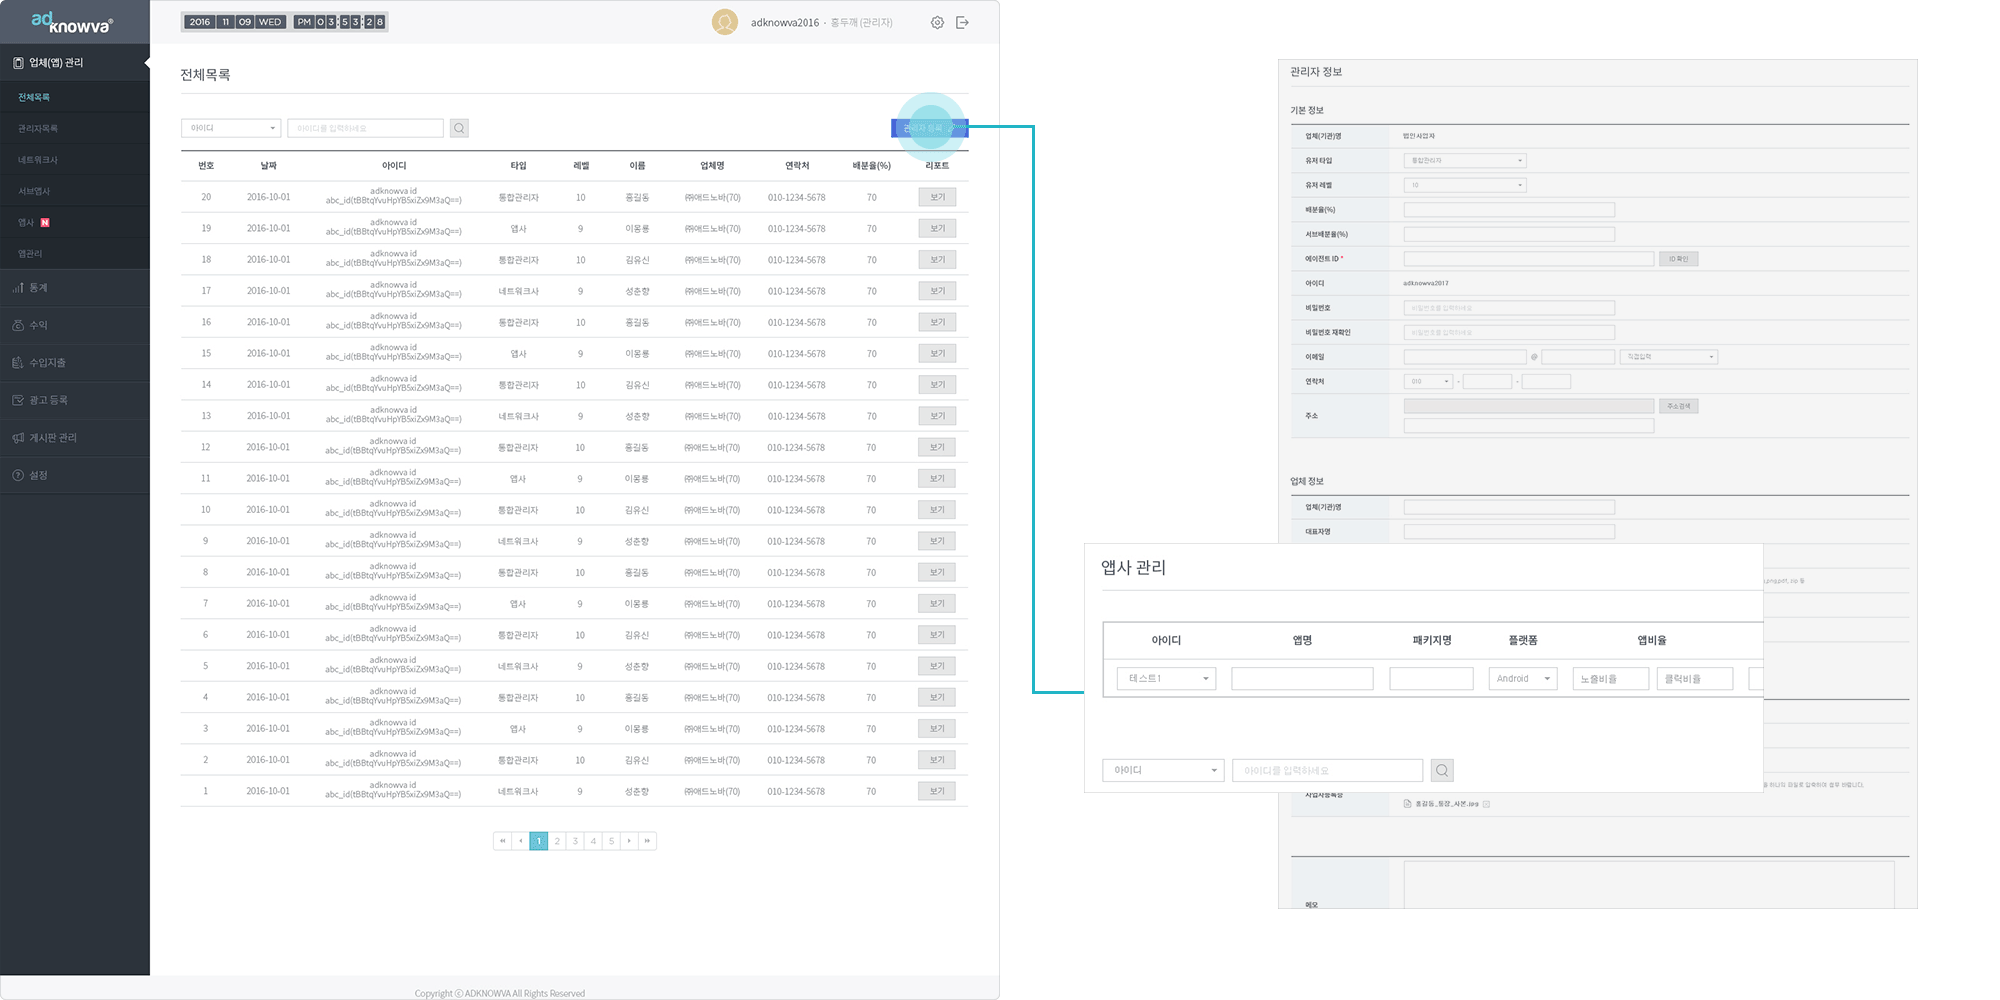 adknowva®
2016 11 09 WED PM 03:53:28
adknowva2016 · 홍두깨 (관리자)
업체(앱) 관리
전체목록
관리자목록
네트워크사
서브앱사
앱사 N
앱관리
통계
수익
수입지출
광고 등록
게시판 관리
설정
전체목록
아이디 아이디를 입력하세요 관리자 등록
번호 날짜 아이디 타입 레벨 이름 업체명 연락처 배분율(%) 리포트
adknowva id
20 2016-10-01 abc_id(tBBtqYvuHpYB5xiZx9M3aQ==) 통합관리자 10 홍길동 ㈜애드노바(70) 010-1234-5678 70 보기
adknowva id
19 2016-10-01 abc_id(tBBtqYvuHpYB5xiZx9M3aQ==) 앱사 9 이몽룡 ㈜애드노바(70) 010-1234-5678 70 보기
adknowva id
18 2016-10-01 abc_id(tBBtqYvuHpYB5xiZx9M3aQ==) 통합관리자 10 김유신 ㈜애드노바(70) 010-1234-5678 70 보기
adknowva id
17 2016-10-01 abc_id(tBBtqYvuHpYB5xiZx9M3aQ==) 네트워크사 9 성춘향 ㈜애드노바(70) 010-1234-5678 70 보기
adknowva id
16 2016-10-01 abc_id(tBBtqYvuHpYB5xiZx9M3aQ==) 통합관리자 10 홍길동 ㈜애드노바(70) 010-1234-5678 70 보기
adknowva id
15 2016-10-01 abc_id(tBBtqYvuHpYB5xiZx9M3aQ==) 앱사 9 이몽룡 ㈜애드노바(70) 010-1234-5678 70 보기
adknowva id
14 2016-10-01 abc_id(tBBtqYvuHpYB5xiZx9M3aQ==) 통합관리자 10 김유신 ㈜애드노바(70) 010-1234-5678 70 보기
adknowva id
13 2016-10-01 abc_id(tBBtqYvuHpYB5xiZx9M3aQ==) 네트워크사 9 성춘향 ㈜애드노바(70) 010-1234-5678 70 보기
adknowva id
12 2016-10-01 abc_id(tBBtqYvuHpYB5xiZx9M3aQ==) 통합관리자 10 홍길동 ㈜애드노바(70) 010-1234-5678 70 보기
adknowva id
11 2016-10-01 abc_id(tBBtqYvuHpYB5xiZx9M3aQ==) 앱사 9 이몽룡 ㈜애드노바(70) 010-1234-5678 70 보기
adknowva id
10 2016-10-01 abc_id(tBBtqYvuHpYB5xiZx9M3aQ==) 통합관리자 10 김유신 ㈜애드노바(70) 010-1234-5678 70 보기
adknowva id
9 2016-10-01 abc_id(tBBtqYvuHpYB5xiZx9M3aQ==) 네트워크사 9 성춘향 ㈜애드노바(70) 010-1234-5678 70 보기
adknowva id
8 2016-10-01 abc_id(tBBtqYvuHpYB5xiZx9M3aQ==) 통합관리자 10 홍길동 ㈜애드노바(70) 010-1234-5678 70 보기
adknowva id
7 2016-10-01 abc_id(tBBtqYvuHpYB5xiZx9M3aQ==) 앱사 9 이몽룡 ㈜애드노바(70) 010-1234-5678 70 보기
adknowva id
6 2016-10-01 abc_id(tBBtqYvuHpYB5xiZx9M3aQ==) 통합관리자 10 김유신 ㈜애드노바(70) 010-1234-5678 70 보기
adknowva id
5 2016-10-01 abc_id(tBBtqYvuHpYB5xiZx9M3aQ==) 네트워크사 9 성춘향 ㈜애드노바(70) 010-1234-5678 70 보기
adknowva id
4 2016-10-01 abc_id(tBBtqYvuHpYB5xiZx9M3aQ==) 통합관리자 10 홍길동 ㈜애드노바(70) 010-1234-5678 70 보기
adknowva id
3 2016-10-01 abc_id(tBBtqYvuHpYB5xiZx9M3aQ==) 앱사 9 이몽룡 ㈜애드노바(70) 010-1234-5678 70 보기
adknowva id
2 2016-10-01 abc_id(tBBtqYvuHpYB5xiZx9M3aQ==) 통합관리자 10 김유신 ㈜애드노바(70) 010-1234-5678 70 보기
adknowva id
1 2016-10-01 abc_id(tBBtqYvuHpYB5xiZx9M3aQ==) 네트워크사 9 성춘향 ㈜애드노바(70) 010-1234-5678 70 보기
1 2 3 4 5
Copyright ⓒ ADKNOWVA All Rights Reserved
관리자 정보
기본 정보
업체(기관)명 법인사업자
유저 타입 통합관리자
유저 레벨 10
배분율(%)
서브배분율(%)
에이전트 ID * ID 확인
아이디 adknowva2017
비밀번호 비밀번호를 입력하세요
비밀번호 재확인 비밀번호를 입력하세요
이메일 @ 직접입력
연락처 010 - -
주소 주소검색
업체 정보
업체(기관)명
대표자명
앱사 관리
아이디 앱명 패키지명 플랫폼 앱비율
테스트1 Android 노출비율 클릭비율
아이디 아이디를 입력하세요
사업자등록증
홍길동_통장_사본.jpg
메모